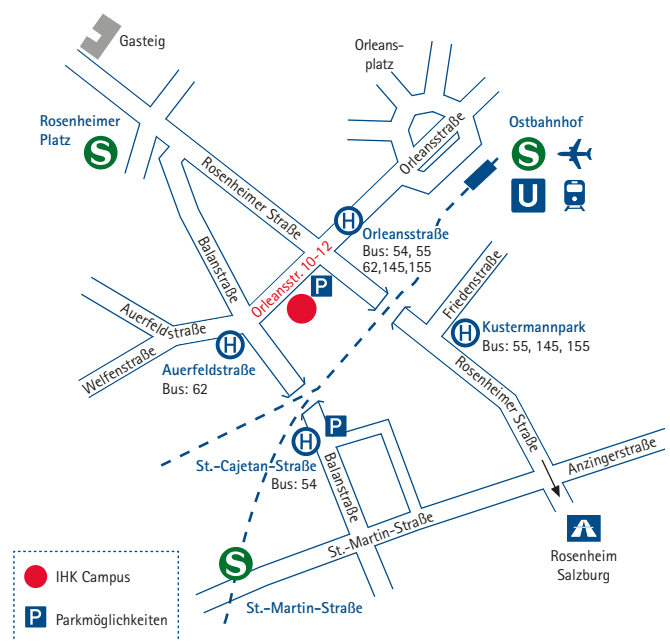 Gasteig
Orleans-
platz
Rosenheimer
Platz
S
Ostbahnhof
S
U
Orleansstraße
Rosenheimer Straße
H
Orleansstraße
Bus: 54, 55
62,145,155
Balanstraße
Orleansstr. 10-12
P
Friedenstraße
Auerfeldstraße
Welfenstraße
H
Auerfeldstraße
Bus: 62
H
Kustermannpark
Bus: 55, 145, 155
Rosenheimer Straße
P
H
St.-Cajetan-Straße
Bus: 54
Balanstraße
Anzingerstraße
St.-Martin-Straße
Rosenheim
Salzburg
S
St.-Martin-Straße
IHK Campus
P Parkmöglichkeiten